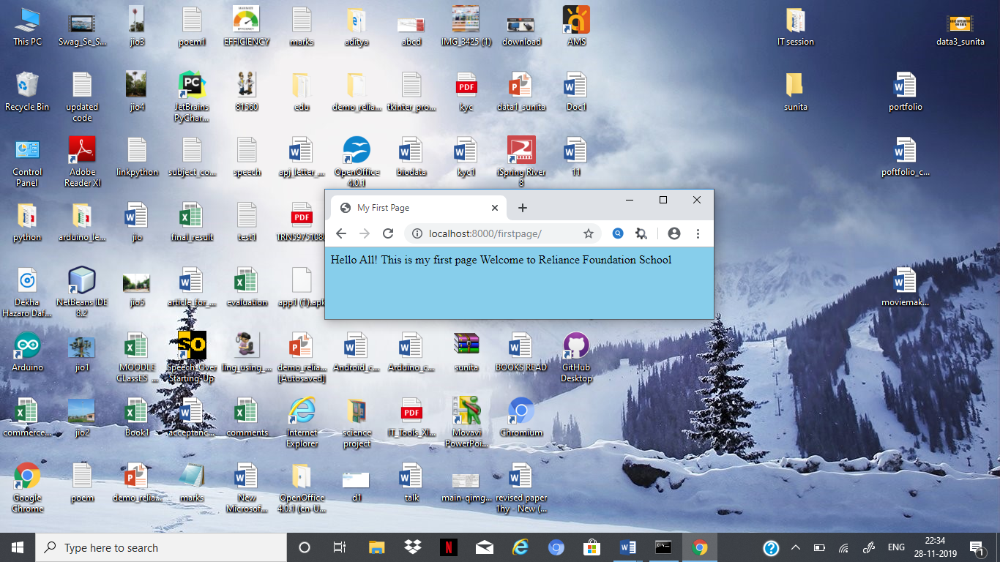 This PC
Swag_Se_S...
jio3
poem1
EFFICIENCY
marks
aditya
abcd
IMG_3425 (1)
download
AMS
IT session
data3_sunita
Recycle Bin
updated
code
jio4
JetBrains
PyChar...
81560
edu
demo_relia...
tkinter_pro...
kyc
data1_sunita
Doc1
sunita
portfolio
Control
Panel
Adobe
Reader XI
linkpython
subject_co...
speech
apj_letter_...
OpenOffice
4.0.1
biodata
kyc1
iSpring River
8
11
poftfolio_c...
python
arduino_le...
jio
final_result
test1
TRN5975108
My First Page
localhost:8000/firstpage/
Hello All! This is my first page Welcome to Reliance Foundation School
Dekha
Hazaro Daf...
NetBeans IDE
8.2
jio5
article_for_...
evaluation
app1 (1).apk
moviemak...
Arduino
jio1
MOODLE
CLassES_...
Speech-Over
Starting-Up
ling_using_...
demo_relia...
[Autosaved]
Android_c...
Arduino_c...
sunita
BOOKS READ
GitHub
Desktop
commerce...
jio2
Book1
acceptanc...
comments
Internet
Explorer
science
project
IT_Tools_XI...
Movavi
PowerPoi...
Chromium
Google
Chrome
poem
demo_relia...
marks
New
Microsof...
OpenOffice
4.0.1 (en-U...
d1
talk
main-qimg...
revised paper
1hy - New (...
Type here to search
ENG
22:34
28-11-2019
1